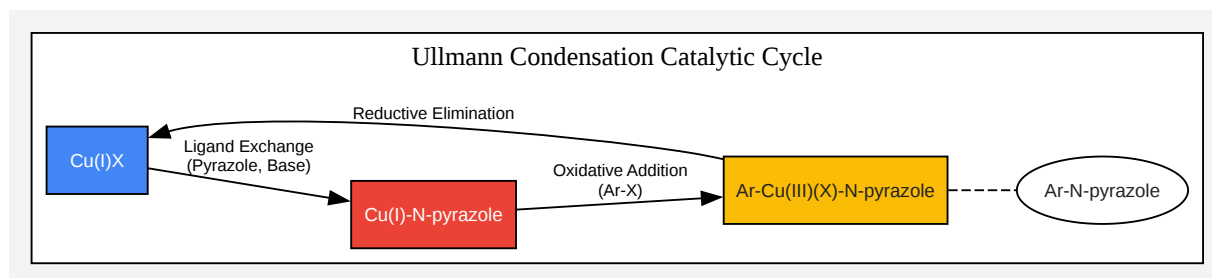 Ullmann Condensation Catalytic Cycle
Reductive Elimination
Cu(I)X
Ligand Exchange
(Pyrazole, Base)
Cu(I)-N-pyrazole
Oxidative Addition
(Ar-X)
Ar-Cu(III)(X)-N-pyrazole
Ar-N-pyrazole